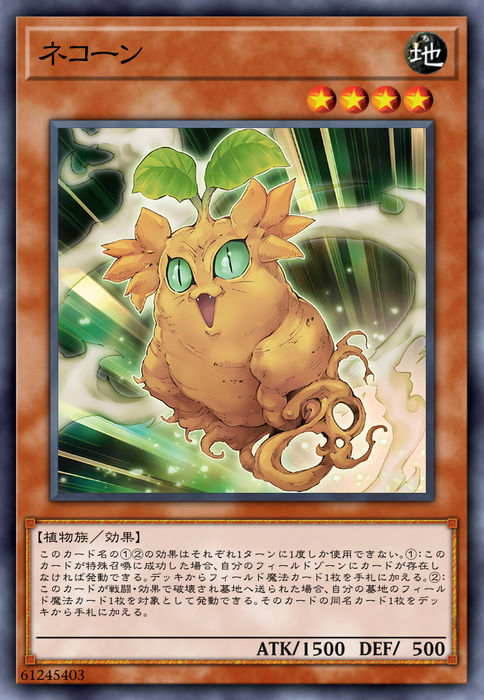 ネコーン
ち
地
【植物族／効果】
このカード名の①②の効果はそれぞれ1ターンに1度しか使用できない。①：この
カードが特殊召喚に成功した場合、自分のフィールドゾーンにカードが存在し
なければ発動できる。デッキからフィールド魔法カード1枚を手札に加える。②：
このカードが戦闘・効果で破壊され墓地へ送られた場合、自分の墓地のフィール
ド魔法カード1枚を対象として発動できる。そのカードの同名カード1枚をデッ
キから手札に加える。
ATK/1500 DEF/ 500
61245403